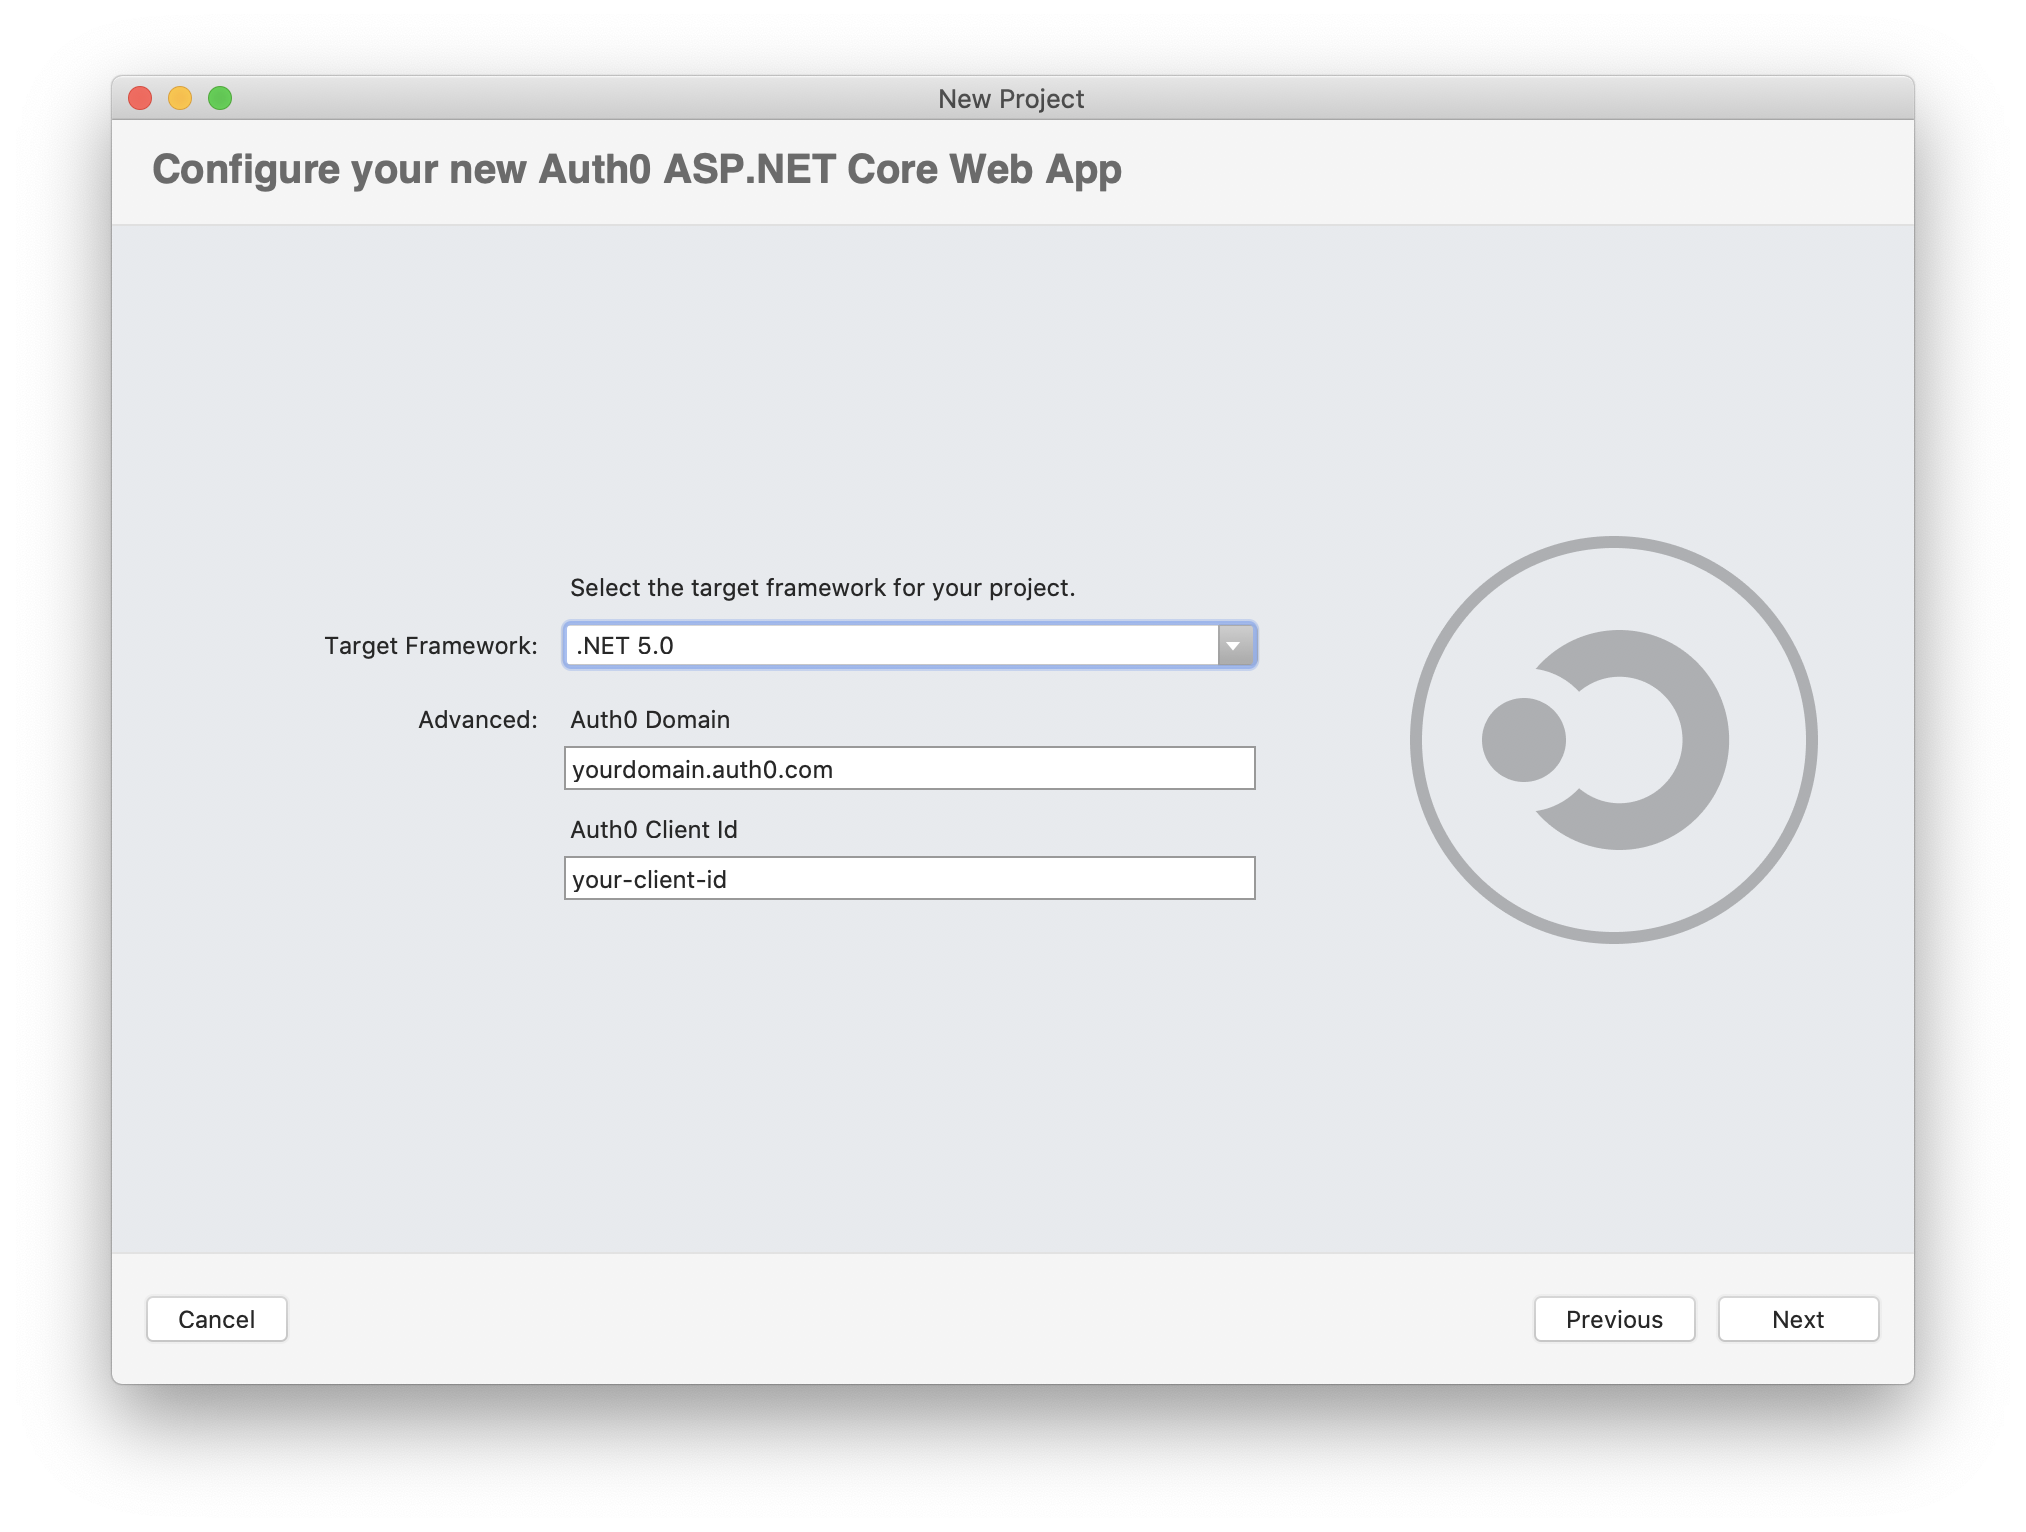 New Project
Configure your new Auth0 ASP.NET Core Web App
Select the target framework for your project.
Target Framework: .NET 5.0
Advanced: Auth0 Domain
yourdomain.auth0.com
Auth0 Client Id
your-client-id
Cancel Previous Next